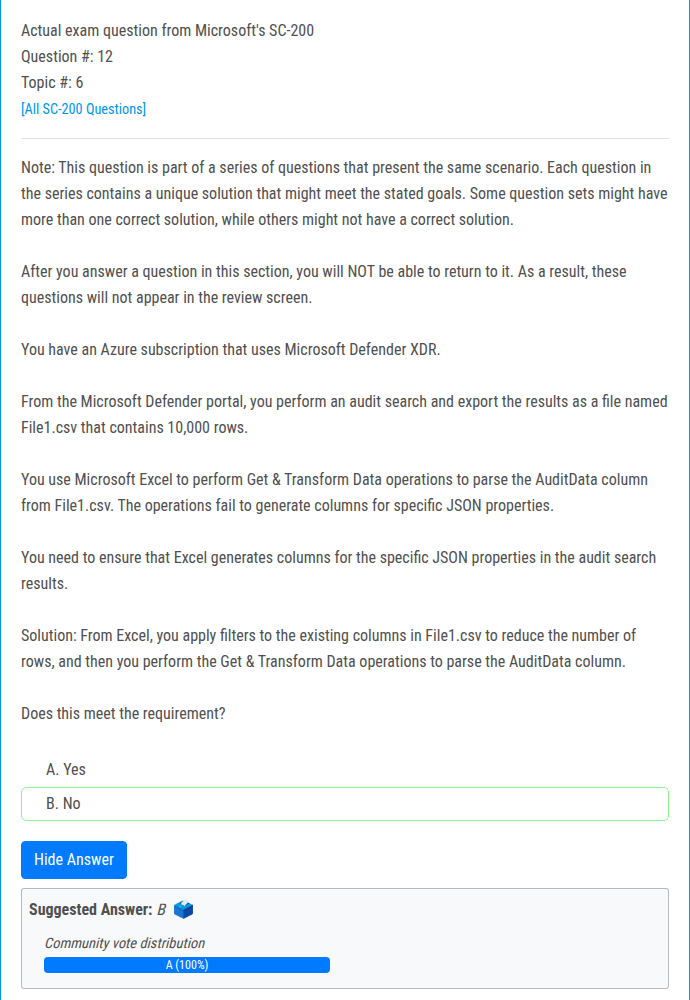 Actual exam question from Microsoft's SC-200
Question #: 12
Topic #: 6
[All SC-200 Questions]
Note: This question is part of a series of questions that present the same scenario. Each question in
the series contains a unique solution that might meet the stated goals. Some question sets might have
more than one correct solution, while others might not have a correct solution.
After you answer a question in this section, you will NOT be able to return to it. As a result, these
questions will not appear in the review screen.
You have an Azure subscription that uses Microsoft Defender XDR.
From the Microsoft Defender portal, you perform an audit search and export the results as a file named
File1.csv that contains 10,000 rows.
You use Microsoft Excel to perform Get & Transform Data operations to parse the AuditData column
from File1.csv. The operations fail to generate columns for specific JSON properties.
You need to ensure that Excel generates columns for the specific JSON properties in the audit search
results.
Solution: From Excel, you apply filters to the existing columns in File1.csv to reduce the number of
rows, and then you perform the Get & Transform Data operations to parse the AuditData column.
Does this meet the requirement?
A. Yes
B. No
Hide Answer
Suggested Answer: B
Community vote distribution
A (100%)